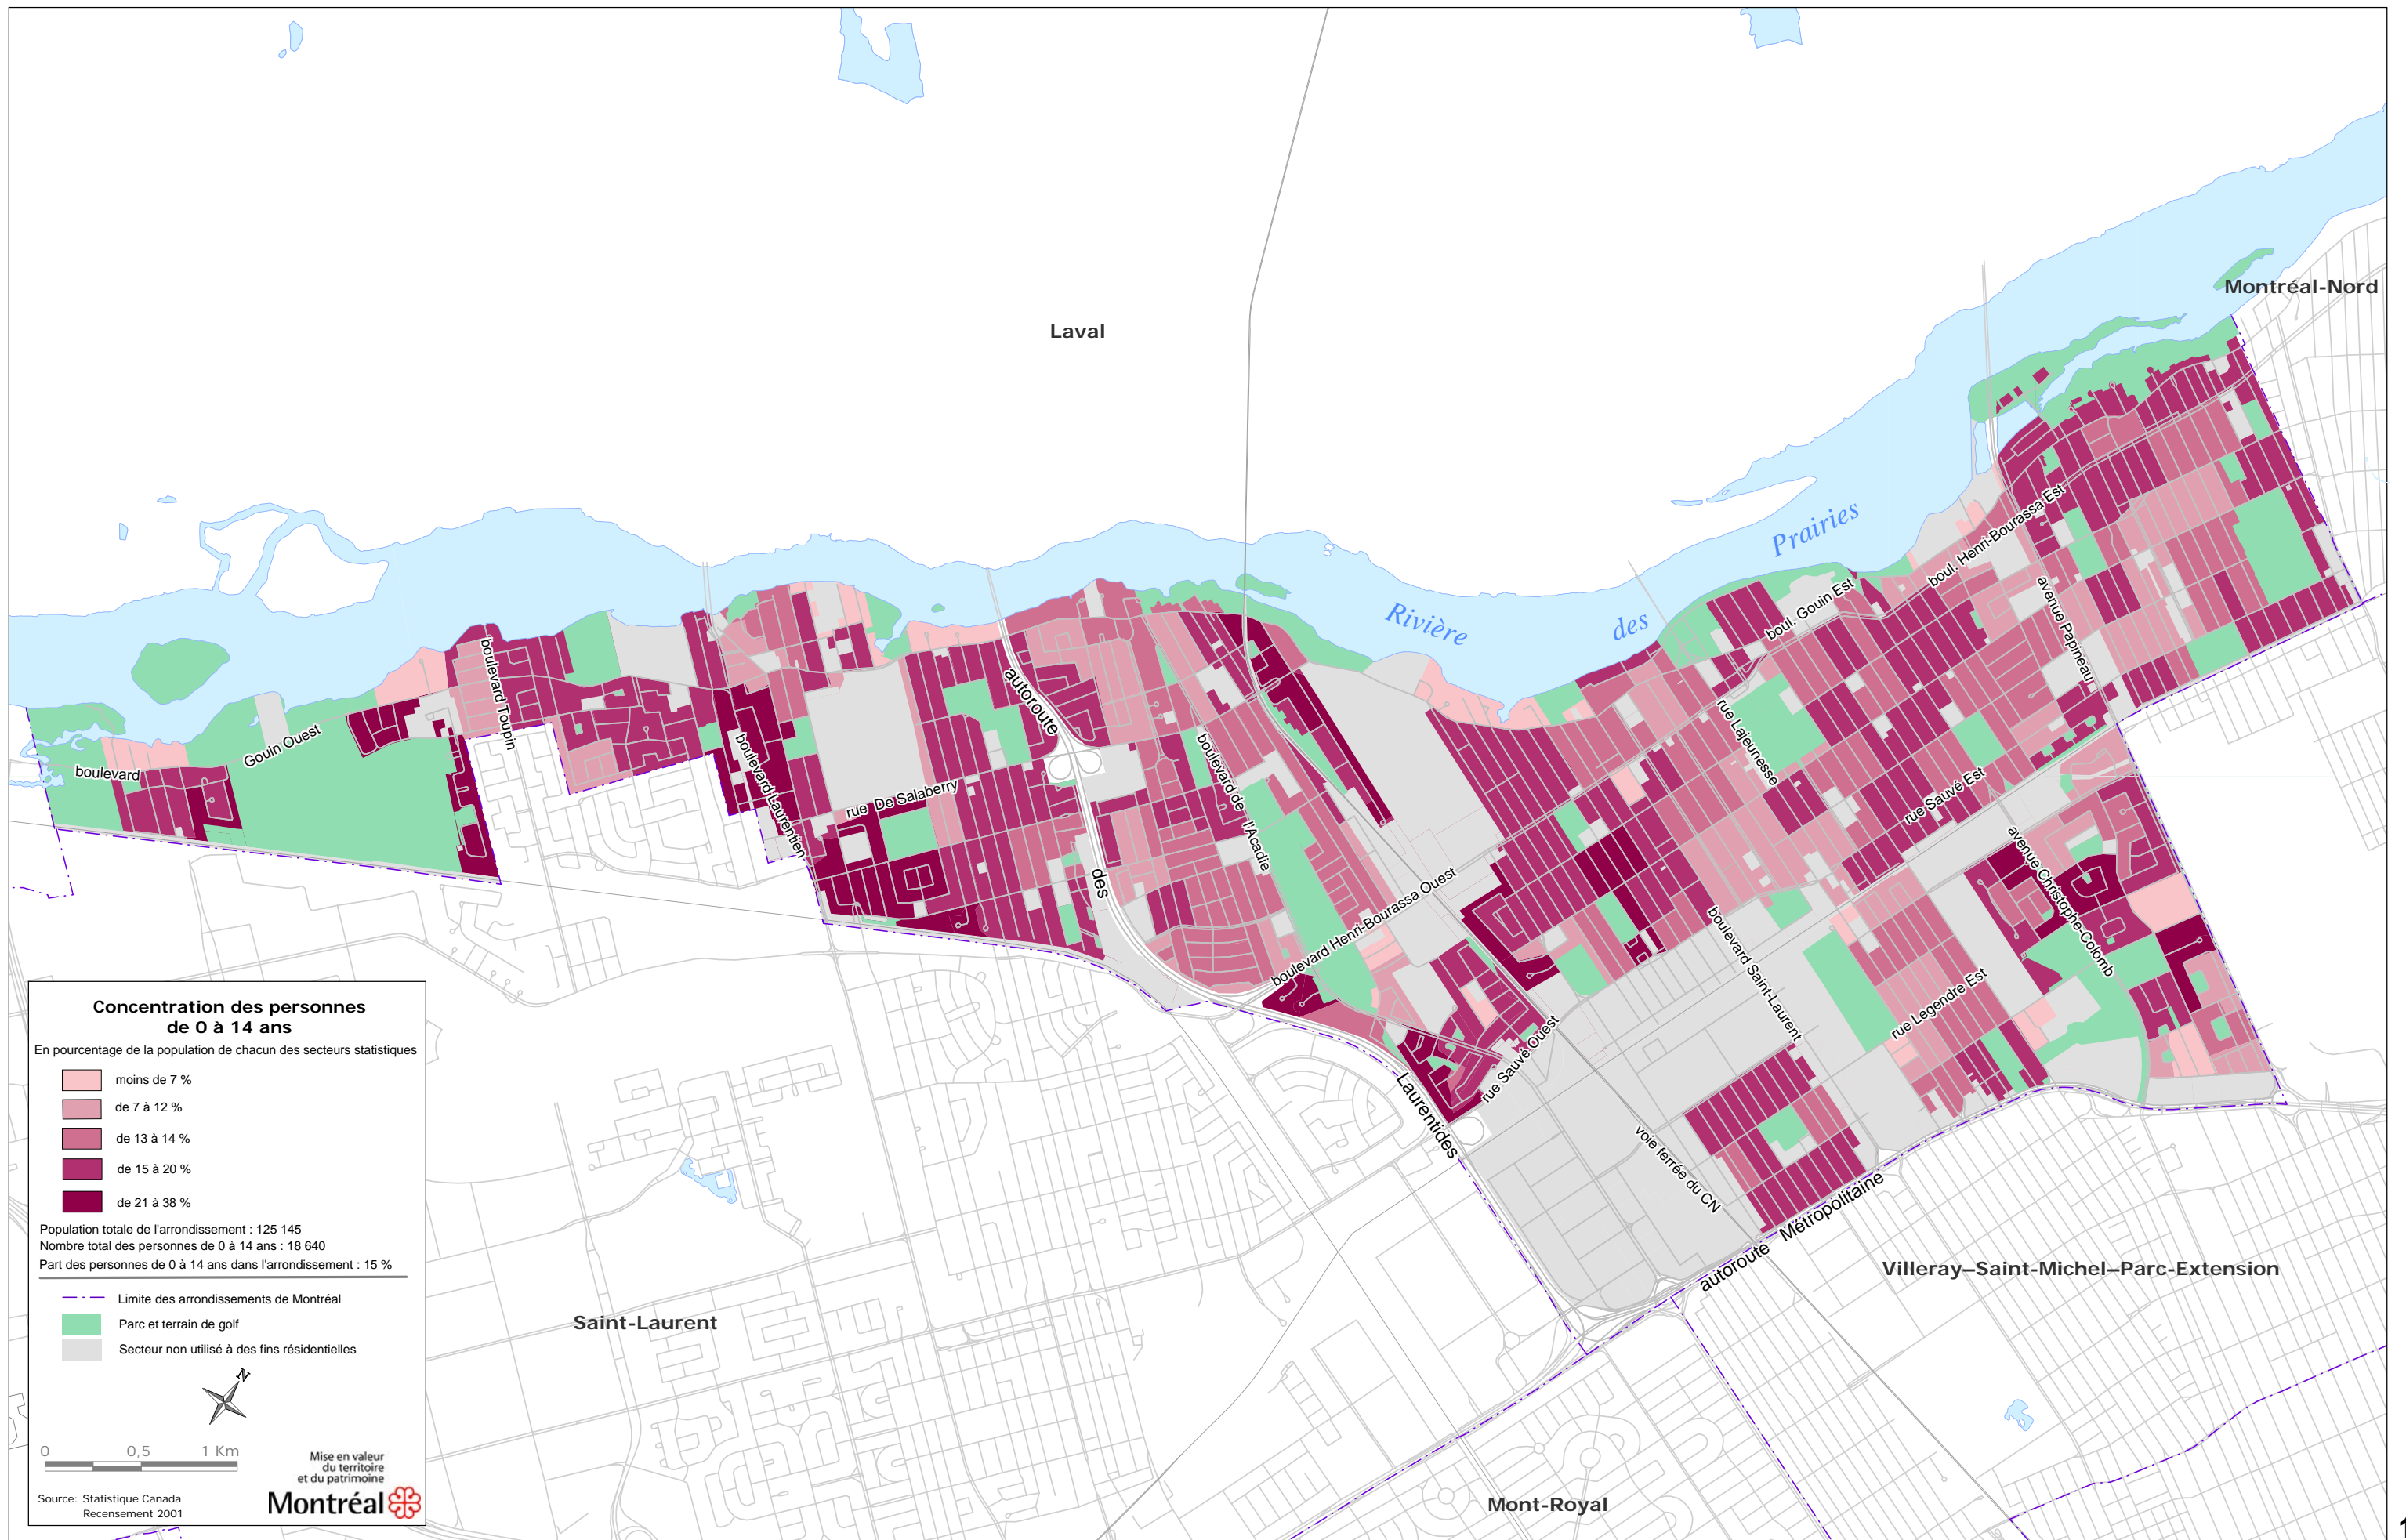 Laval
Montréal-Nord
Rivière
des
Prairies
boulevard
Gouin Ouest
boulevard Toupin
boulevard Laurentien
rue De Salaberry
autoroute
des
Laurentides
boulevard de l'Acadie
boulevard Henri-Bourassa Ouest
rue Sauvé Ouest
boul. Gouin Est
boul. Henri-Bourassa Est
avenue Papineau
rue Lajeunesse
rue Sauvé Est
avenue Christophe-Colomb
boulevard Saint-Laurent
rue Legendre Est
voie ferrée du CN
autoroute Métropolitaine
Villeray–Saint-Michel–Parc-Extension
Saint-Laurent
Mont-Royal
Concentration des personnes
de 0 à 14 ans
En pourcentage de la population de chacun des secteurs statistiques
moins de 7 %
de 7 à 12 %
de 13 à 14 %
de 15 à 20 %
de 21 à 38 %
Population totale de l'arrondissement : 125 145
Nombre total des personnes de 0 à 14 ans : 18 640
Part des personnes de 0 à 14 ans dans l'arrondissement : 15 %
Limite des arrondissements de Montréal
Parc et terrain de golf
Secteur non utilisé à des fins résidentielles
N
0 0,5 1 Km
Mise en valeur
du territoire
et du patrimoine
Montréal
Source: Statistique Canada
Recensement 2001